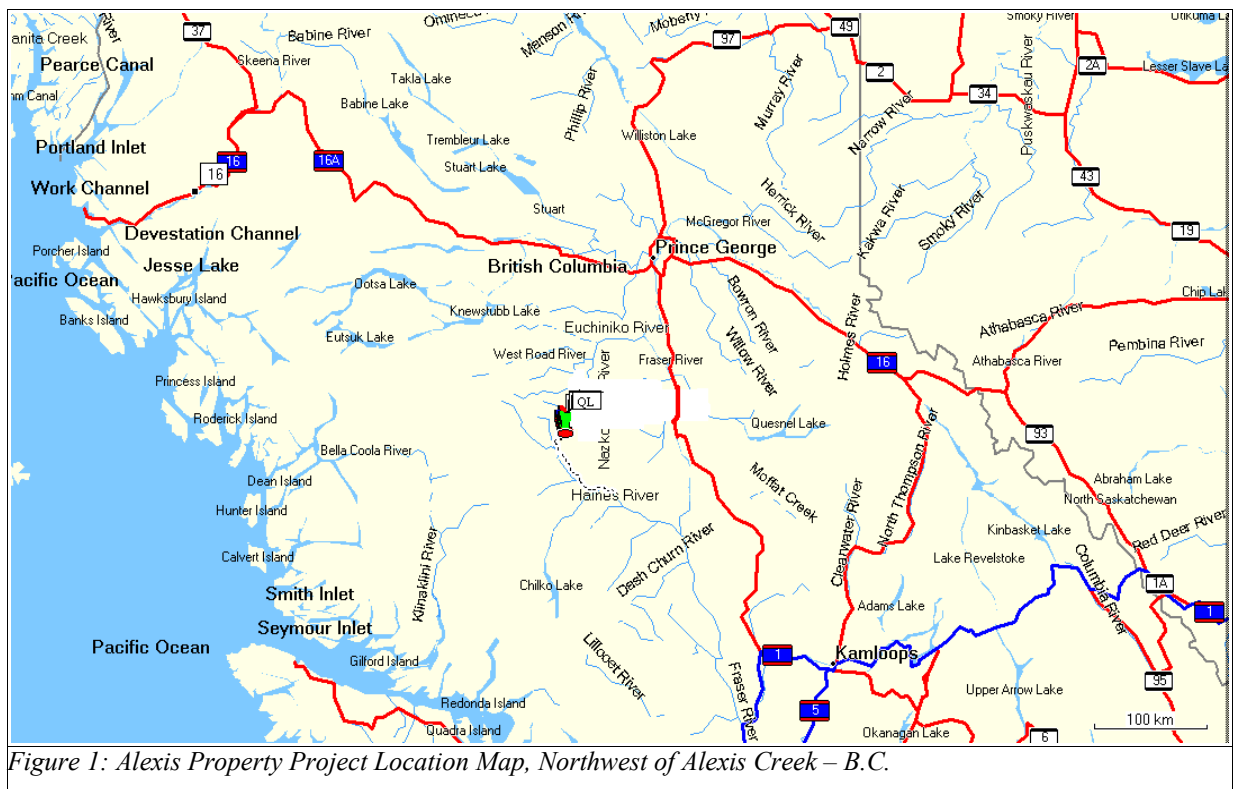 River
anita Creek
37
Babine River
Omineca
Manson River
Moberly
97
49
Smoky River
Utikuma L
Pearce Canal
Skeena River
Takla Lake
Phillip River
Murray River
2
2A
Lesser Slave La
Puskwaskau River
hm Canal
Babine Lake
34
Narrow River
Portland Inlet
Trembleur Lake
Williston Lake
16
16
16A
Stuart Lake
43
Work Channel
Herrick River
Kakwa River
Smoky River
Stuart
McGregor River
19
Devestation Channel
Porcher Island
Jesse Lake
British Columbia
Prince George
acific Ocean
Ootsa Lake
Bowron River
Chip Lak
Hawksbury Island
Knewstubb Lake
Banks Island
Eutsuk Lake
Euchiniko River
Willow River
Holmes River
Athabasca River
West Road River
River
Fraser River
16
Athabasca River
Pembina River
Princess Island
QL
Roderick Island
Nazko
Quesnel Lake
93
Bella Coola River
Moffat Creek
North Thompson River
Abraham Lake
Dean Island
Haines River
North Saskatchewan
Hunter Island
Clearwater River
Kinbasket Lake
Red Deer River
Calvert Island
Klinaklini River
Chilko Lake
Dash Churn River
Lake Revelstoke
Columbia River
1A
Smith Inlet
Adams Lake
1
Seymour Inlet
Pacific Ocean
Gilford Island
Lillooet River
Fraser River
1
Kamloops
Redonda Island
5
Upper Arrow Lake
95
Quadra Island
Okanagan Lake
6
100 km
Figure 1: Alexis Property Project Location Map, Northwest of Alexis Creek – B.C.